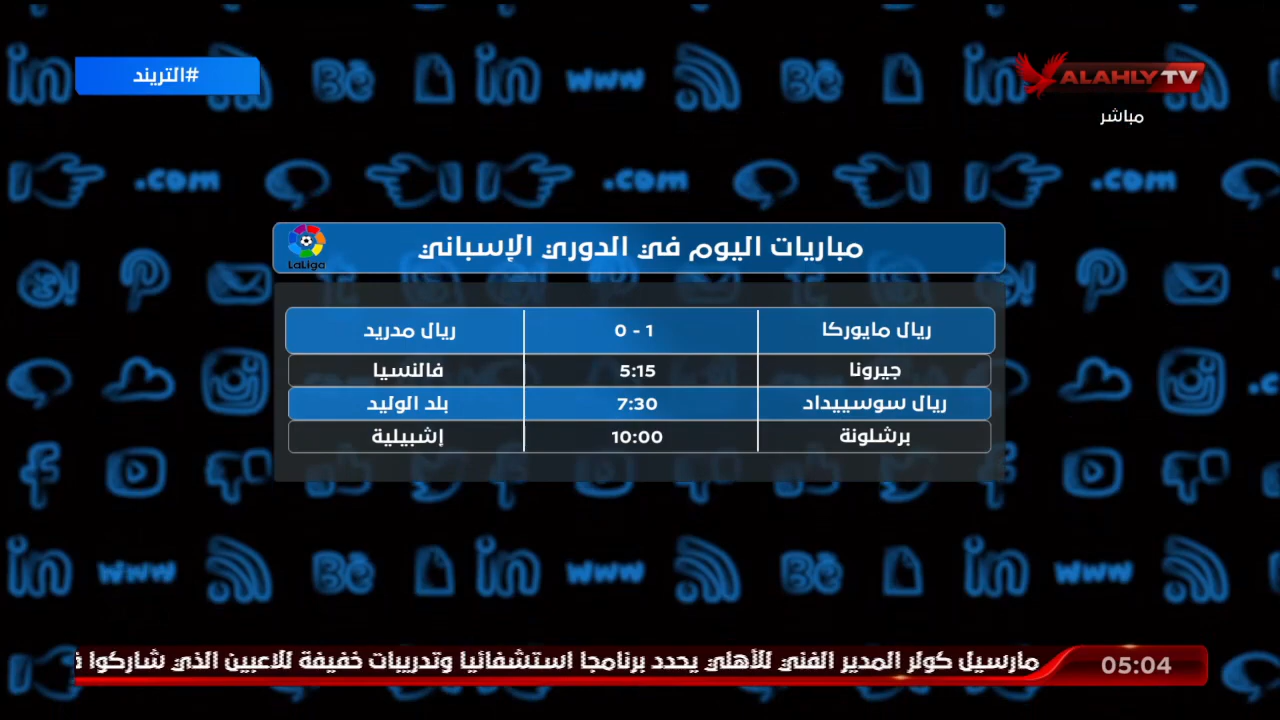 #التريند
ALAHLY TV
مباشر
مباريات اليوم في الدوري الإسباني
LaLiga
ريال مايوركا 1 - 0 ريال مدريد
جيرونا 5:15 فالنسيا
ريال سوسييداد 7:30 بلد الوليد
برشلونة 10:00 إشبيلية
مارسيل كولر المدير الفني للأهلي يحدد برنامجا استشفائيا وتدريبات خفيفة للاعبين الذي شاركوا
05:04